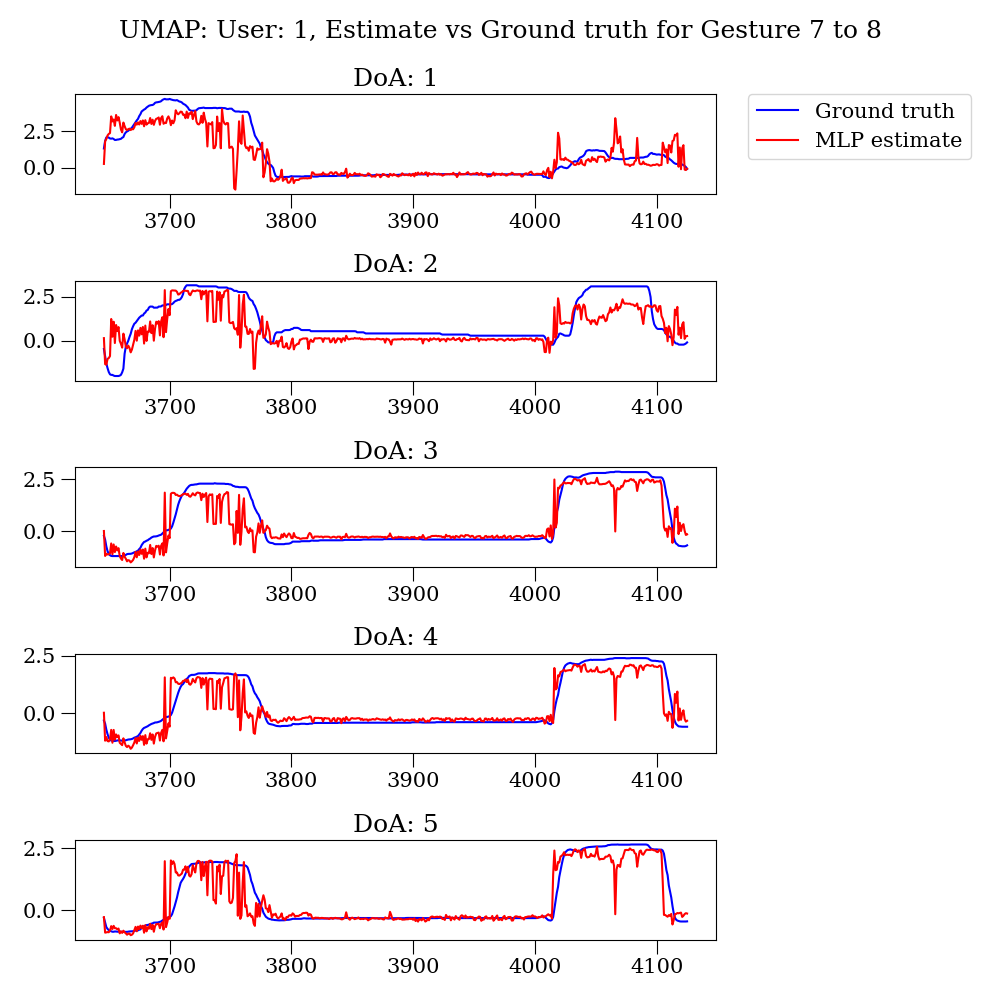 UMAP: User: 1, Estimate vs Ground truth for Gesture 7 to 8
DoA: 1
Ground truth
MLP estimate
2.5
0.0
3700 3800 3900 4000 4100
DoA: 2
2.5
0.0
3700 3800 3900 4000 4100
DoA: 3
2.5
0.0
3700 3800 3900 4000 4100
DoA: 4
2.5
0.0
3700 3800 3900 4000 4100
DoA: 5
2.5
0.0
3700 3800 3900 4000 4100